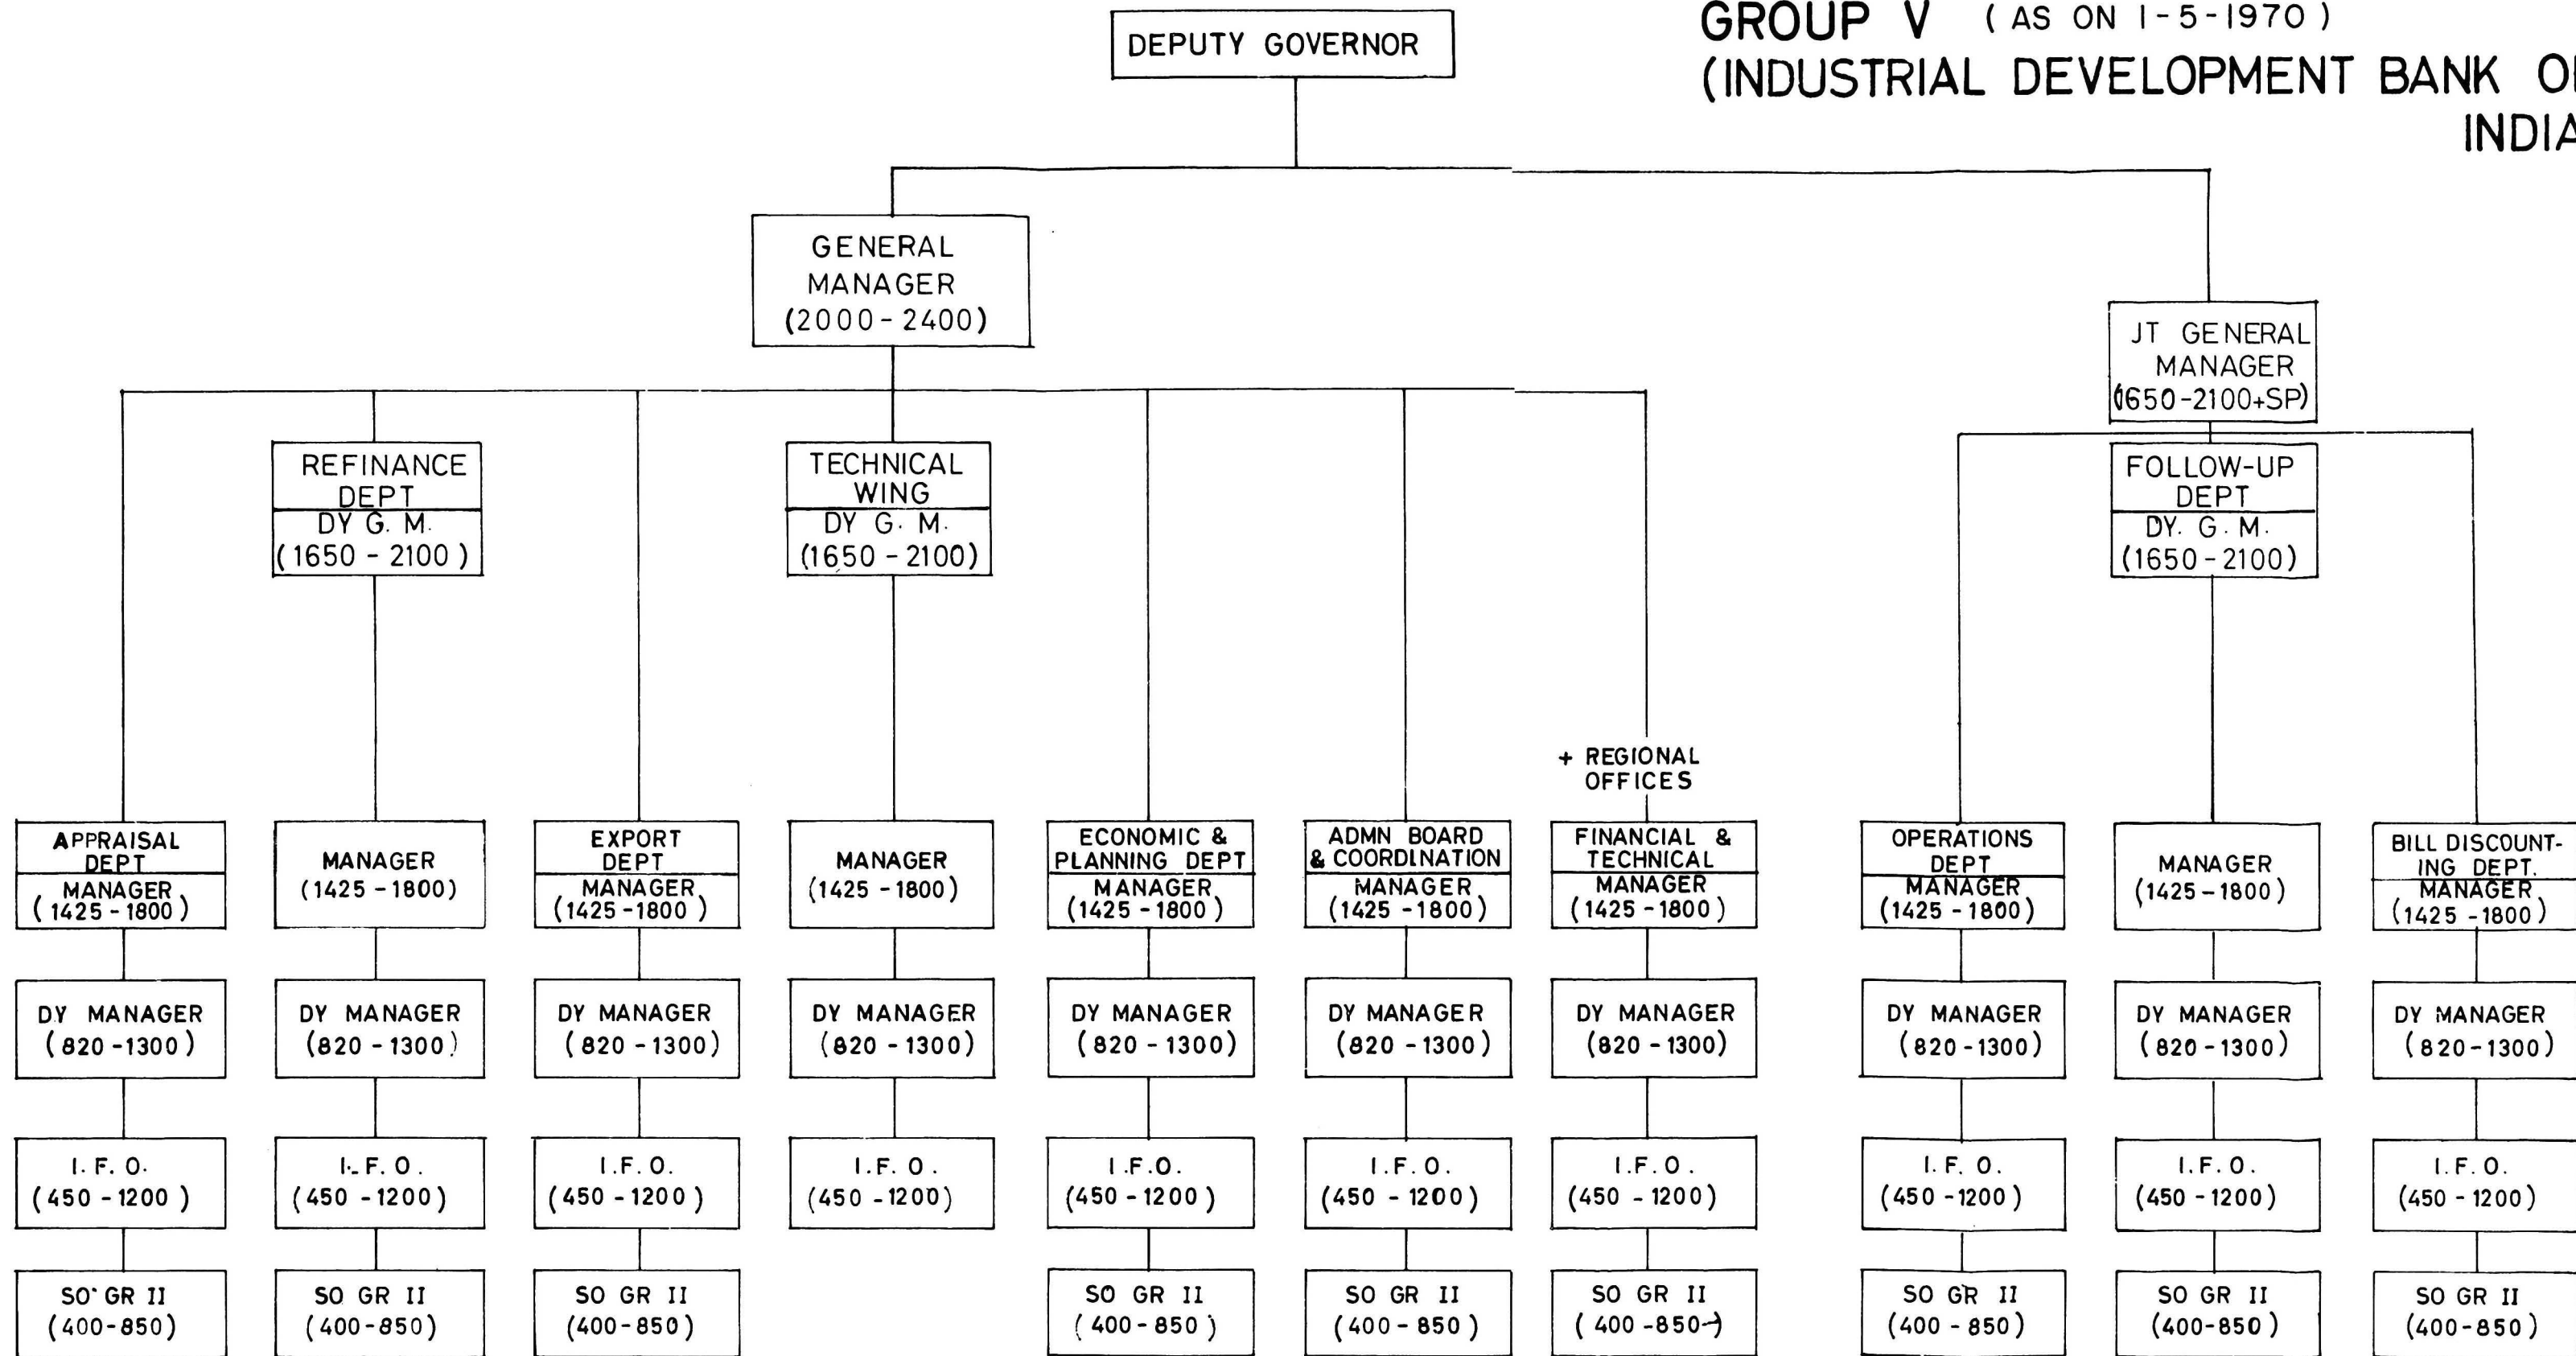 GROUP V ( AS ON 1-5-1970 )
(INDUSTRIAL DEVELOPMENT BANK OF
INDIA
DEPUTY GOVERNOR
GENERAL
MANAGER
(2000-2400)
JT GENERAL
MANAGER
(1650-2100+SP)
REFINANCE
DEPT
DY G. M.
(1650 - 2100 )
TECHNICAL
WING
DY G. M.
(1650 - 2100)
FOLLOW-UP
DEPT
DY. G. M.
(1650 - 2100)
+ REGIONAL
OFFICES
APPRAISAL
DEPT
MANAGER
(1425 - 1800)
MANAGER
(1425 - 1800)
EXPORT
DEPT
MANAGER
(1425 - 1800)
MANAGER
(1425 - 1800)
ECONOMIC &
PLANNING DEPT
MANAGER
(1425 - 1800)
ADMN BOARD
& COORDINATION
MANAGER
(1425 - 1800)
FINANCIAL &
TECHNICAL
MANAGER
(1425 - 1800)
OPERATIONS
DEPT
MANAGER
(1425 - 1800)
MANAGER
(1425 - 1800)
BILL DISCOUNT-
ING DEPT.
MANAGER
(1425 - 1800)
DY MANAGER
(820 - 1300)
DY MANAGER
(820 - 1300)
DY MANAGER
(820 - 1300)
DY MANAGER
(820 - 1300)
DY MANAGER
(820 - 1300)
DY MANAGER
(820 - 1300)
DY MANAGER
(820 - 1300)
DY MANAGER
(820 - 1300)
DY MANAGER
(820 - 1300)
DY MANAGER
(820 - 1300)
I. F. O.
(450 - 1200)
I. F. O.
(450 - 1200)
I.F.O.
(450 - 1200)
I.F.O.
(450 - 1200)
I.F.O.
(450 - 1200)
I.F.O.
(450 - 1200)
I.F.O.
(450 - 1200)
I.F.O.
(450 - 1200)
I.F.O.
(450 - 1200)
I.F.O.
(450 - 1200)
SO GR II
(400-850)
SO GR II
(400-850)
SO GR II
(400-850)
SO GR II
(400 - 850)
SO GR II
(400 - 850)
SO GR II
(400 - 850)
SO GR II
(400 - 850)
SO GR II
(400-850)
SO GR II
(400-850)